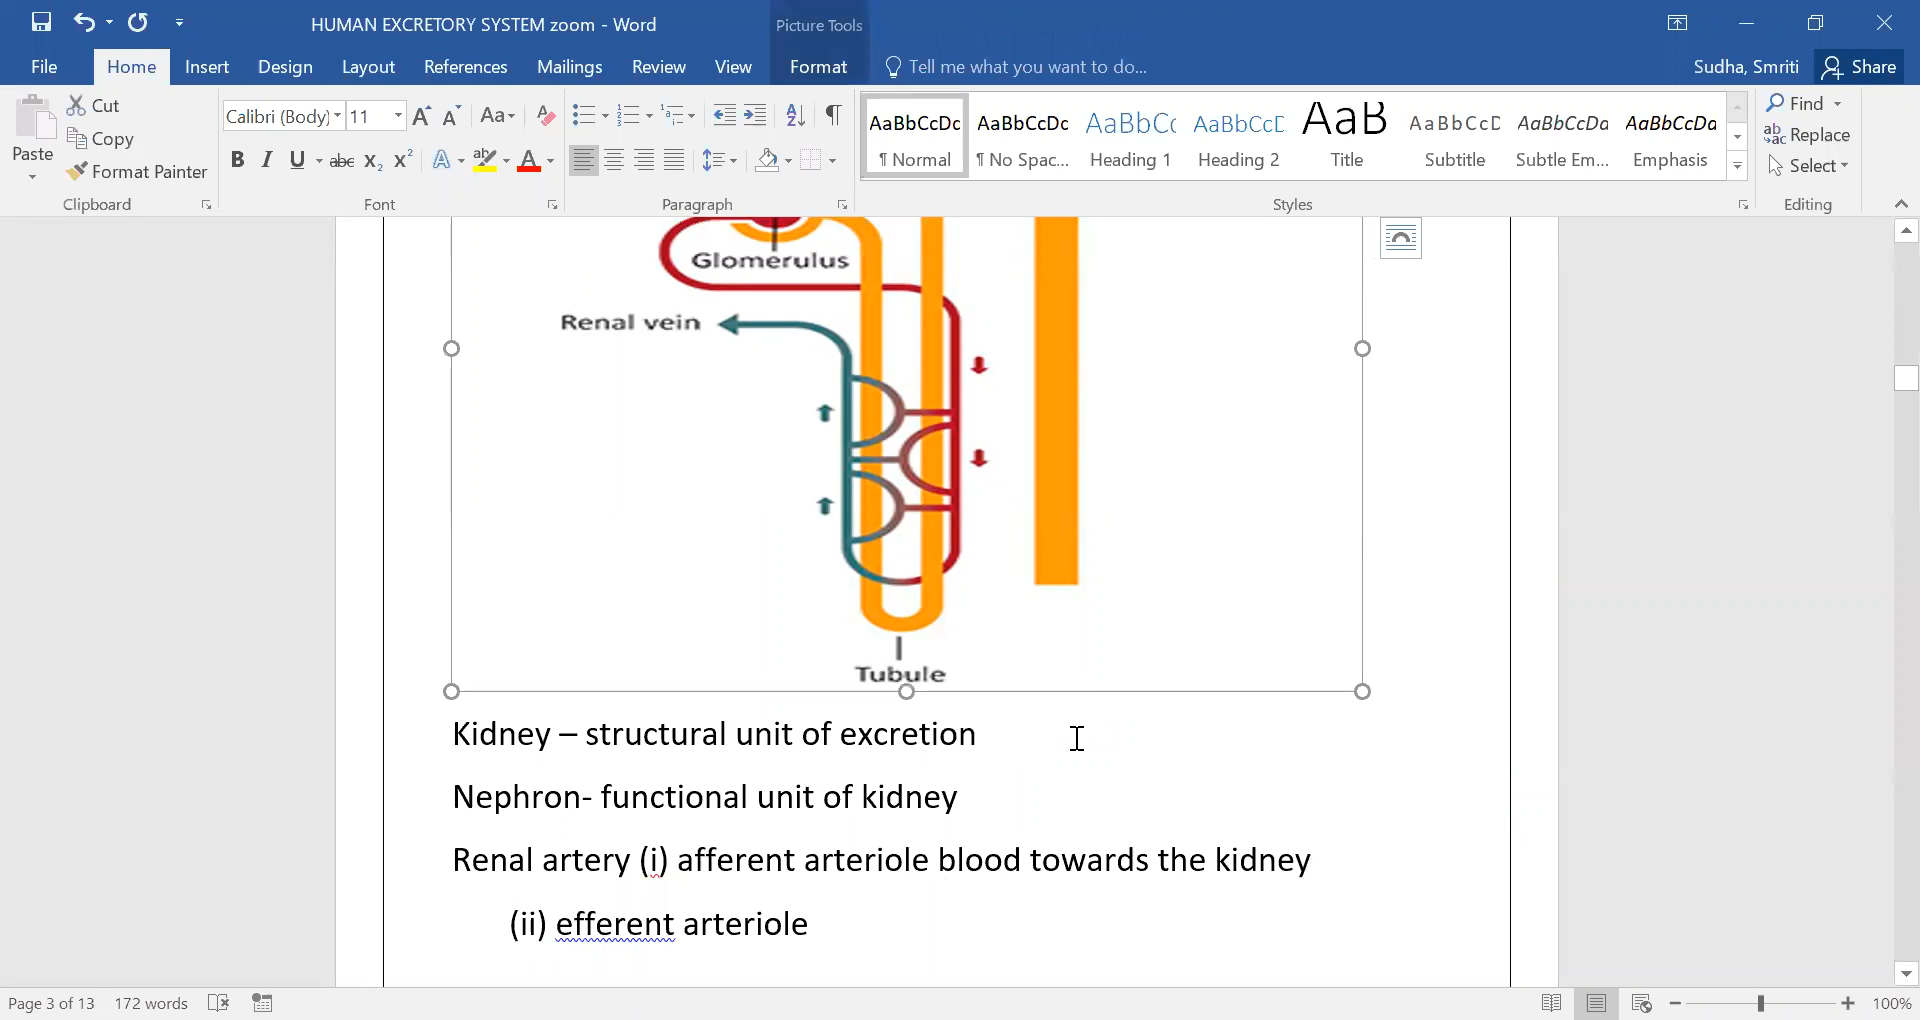 HUMAN EXCRETORY SYSTEM zoom - Word
Picture Tools
File
Home
Insert
Design
Layout
References
Mailings
Review
View
Format
Tell me what you want to do...
Sudha, Smriti
Share
Paste
Cut
Copy
Format Painter
Clipboard
Calibri (Body)
11
Font
Paragraph
AaBbCcDc
¶ Normal
AaBbCcDc
¶ No Spac...
AaBbCc
Heading 1
AaBbCcD
Heading 2
AaB
Title
AaBbCcD
Subtitle
AaBbCcDa
Subtle Em...
AaBbCcDa
Emphasis
Styles
Find
Replace
Select
Editing
Glomerulus
Renal vein
Tubule
Kidney – structural unit of excretion
Nephron- functional unit of kidney
Renal artery (i) afferent arteriole blood towards the kidney
(ii) efferent arteriole
Page 3 of 13
172 words
100%